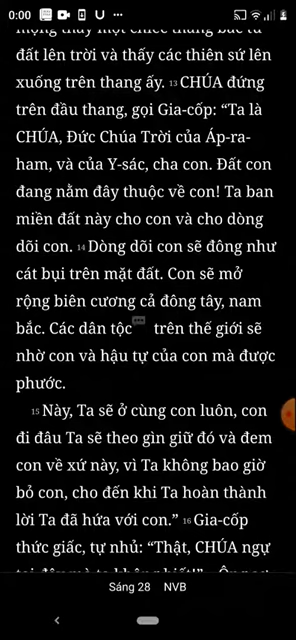 0:00
đất lên trời và thấy các thiên sứ lên
xuống trên thang ấy. 13 CHÚA đứng
trên đầu thang, gọi Gia-cốp: “Ta là
CHÚA, Đức Chúa Trời của Áp-ra-
ham, và của Y-sác, cha con. Đất con
đang nằm đây thuộc về con! Ta ban
miền đất này cho con và cho dòng
dõi con. 14 Dòng dõi con sẽ đông như
cát bụi trên mặt đất. Con sẽ mở
rộng biên cương cả đông tây, nam
bắc. Các dân tộc trên thế giới sẽ
nhờ con và hậu tự của con mà được
phước.
15 Này, Ta sẽ ở cùng con luôn, con
đi đâu Ta sẽ theo gìn giữ đó và đem
con về xứ này, vì Ta không bao giờ
bỏ con, cho đến khi Ta hoàn thành
lời Ta đã hứa với con.” 16 Gia-cốp
thức giấc, tự nhủ: “Thật, CHÚA ngự
Sáng 28 NVB